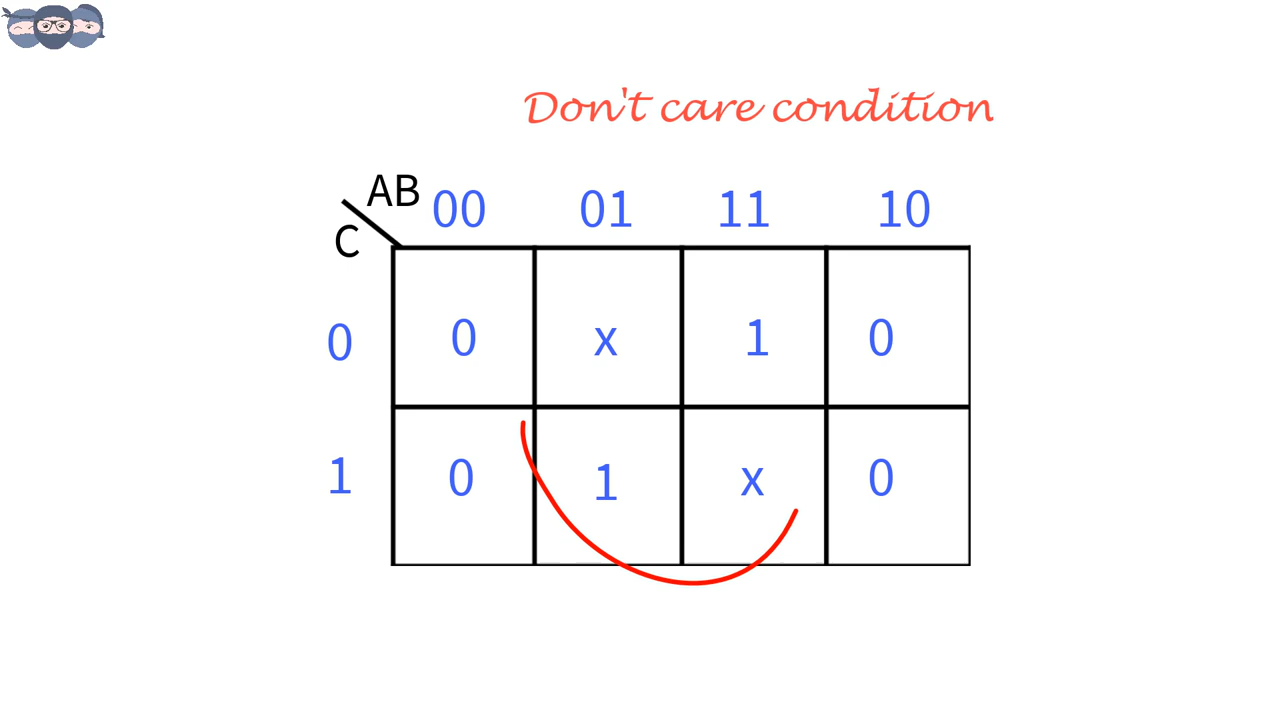 Don't care condition
AB 00 01 11 10
C
0 0 x 1 0
1 0 1 x 0